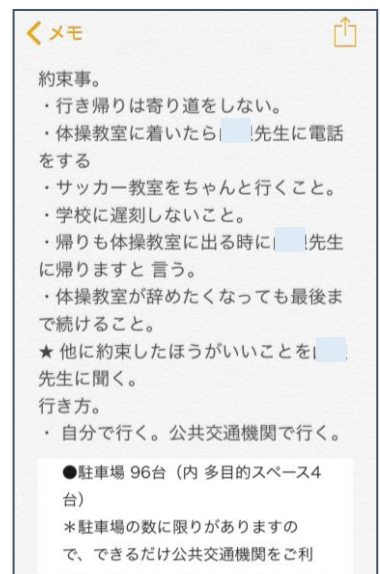 メモ
約束事。
・行き帰りは寄り道をしない。
・体操教室に着いたら 先生に電話
をする
・サッカー教室をちゃんと行くこと。
・学校に遅刻しないこと。
・帰りも体操教室に出る時に 先生
に帰りますと 言う。
・体操教室が辞めたくなっても最後ま
で続けること。
★ 他に約束したほうがいいことを
先生に聞く。
行き方。
・ 自分で行く。公共交通機関で行く。
●駐車場 96台（内 多目的スペース4
台）
＊駐車場の数に限りがありますの
で、できるだけ公共交通機関をご利